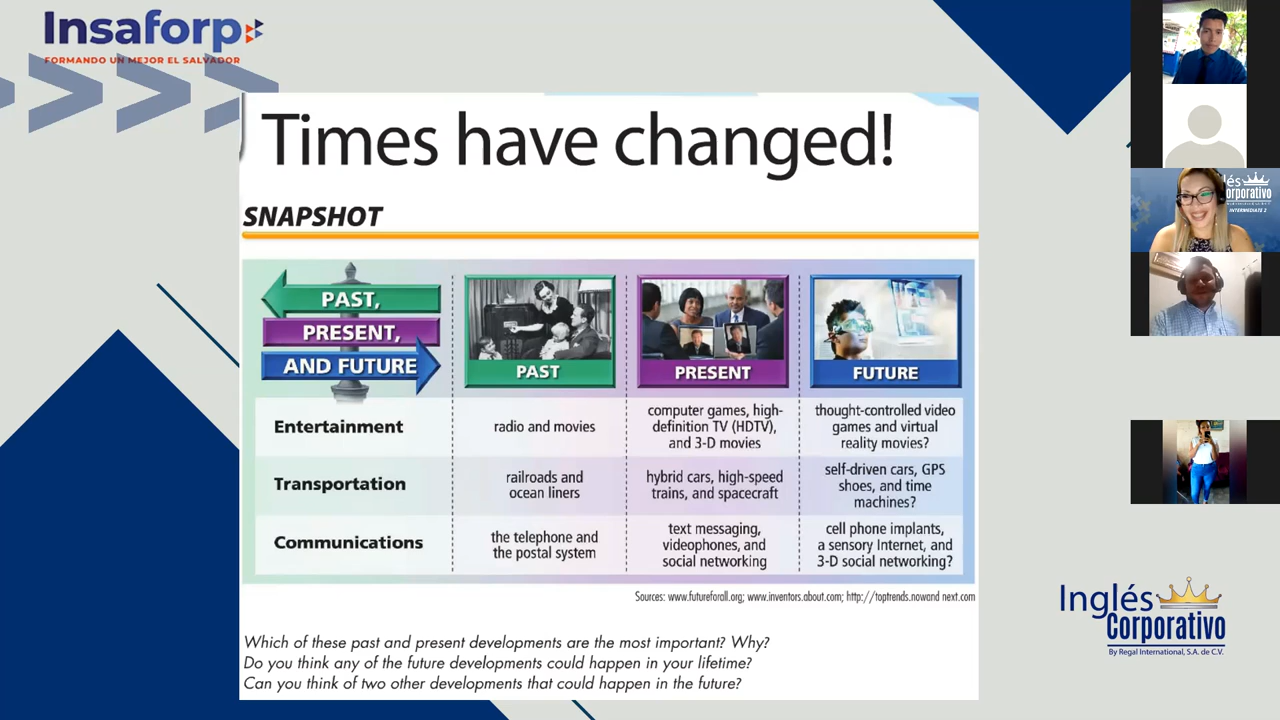 Insaforp
FORMANDO UN MEJOR EL SALVADOR
Times have changed!
SNAPSHOT
PAST,
PRESENT,
AND FUTURE
PAST
PRESENT
FUTURE
Entertainment
radio and movies
computer games, high-
definition TV (HDTV),
and 3-D movies
thought-controlled video
games and virtual
reality movies?
Transportation
railroads and
ocean liners
hybrid cars, high-speed
trains, and spacecraft
self-driven cars, GPS
shoes, and time
machines?
Communications
the telephone and
the postal system
text messaging,
videophones, and
social networking
cell phone implants,
a sensory Internet, and
3-D social networking?
Sources: www.futureforall.org; www.inventors.about.com; http://toptrends.nowand next.com
Which of these past and present developments are the most important? Why?
Do you think any of the future developments could happen in your lifetime?
Can you think of two other developments that could happen in the future?
lés
orporativo
INTERMEDIATE 2
Inglés
Corporativo
By Regal International, S.A. de C.V.